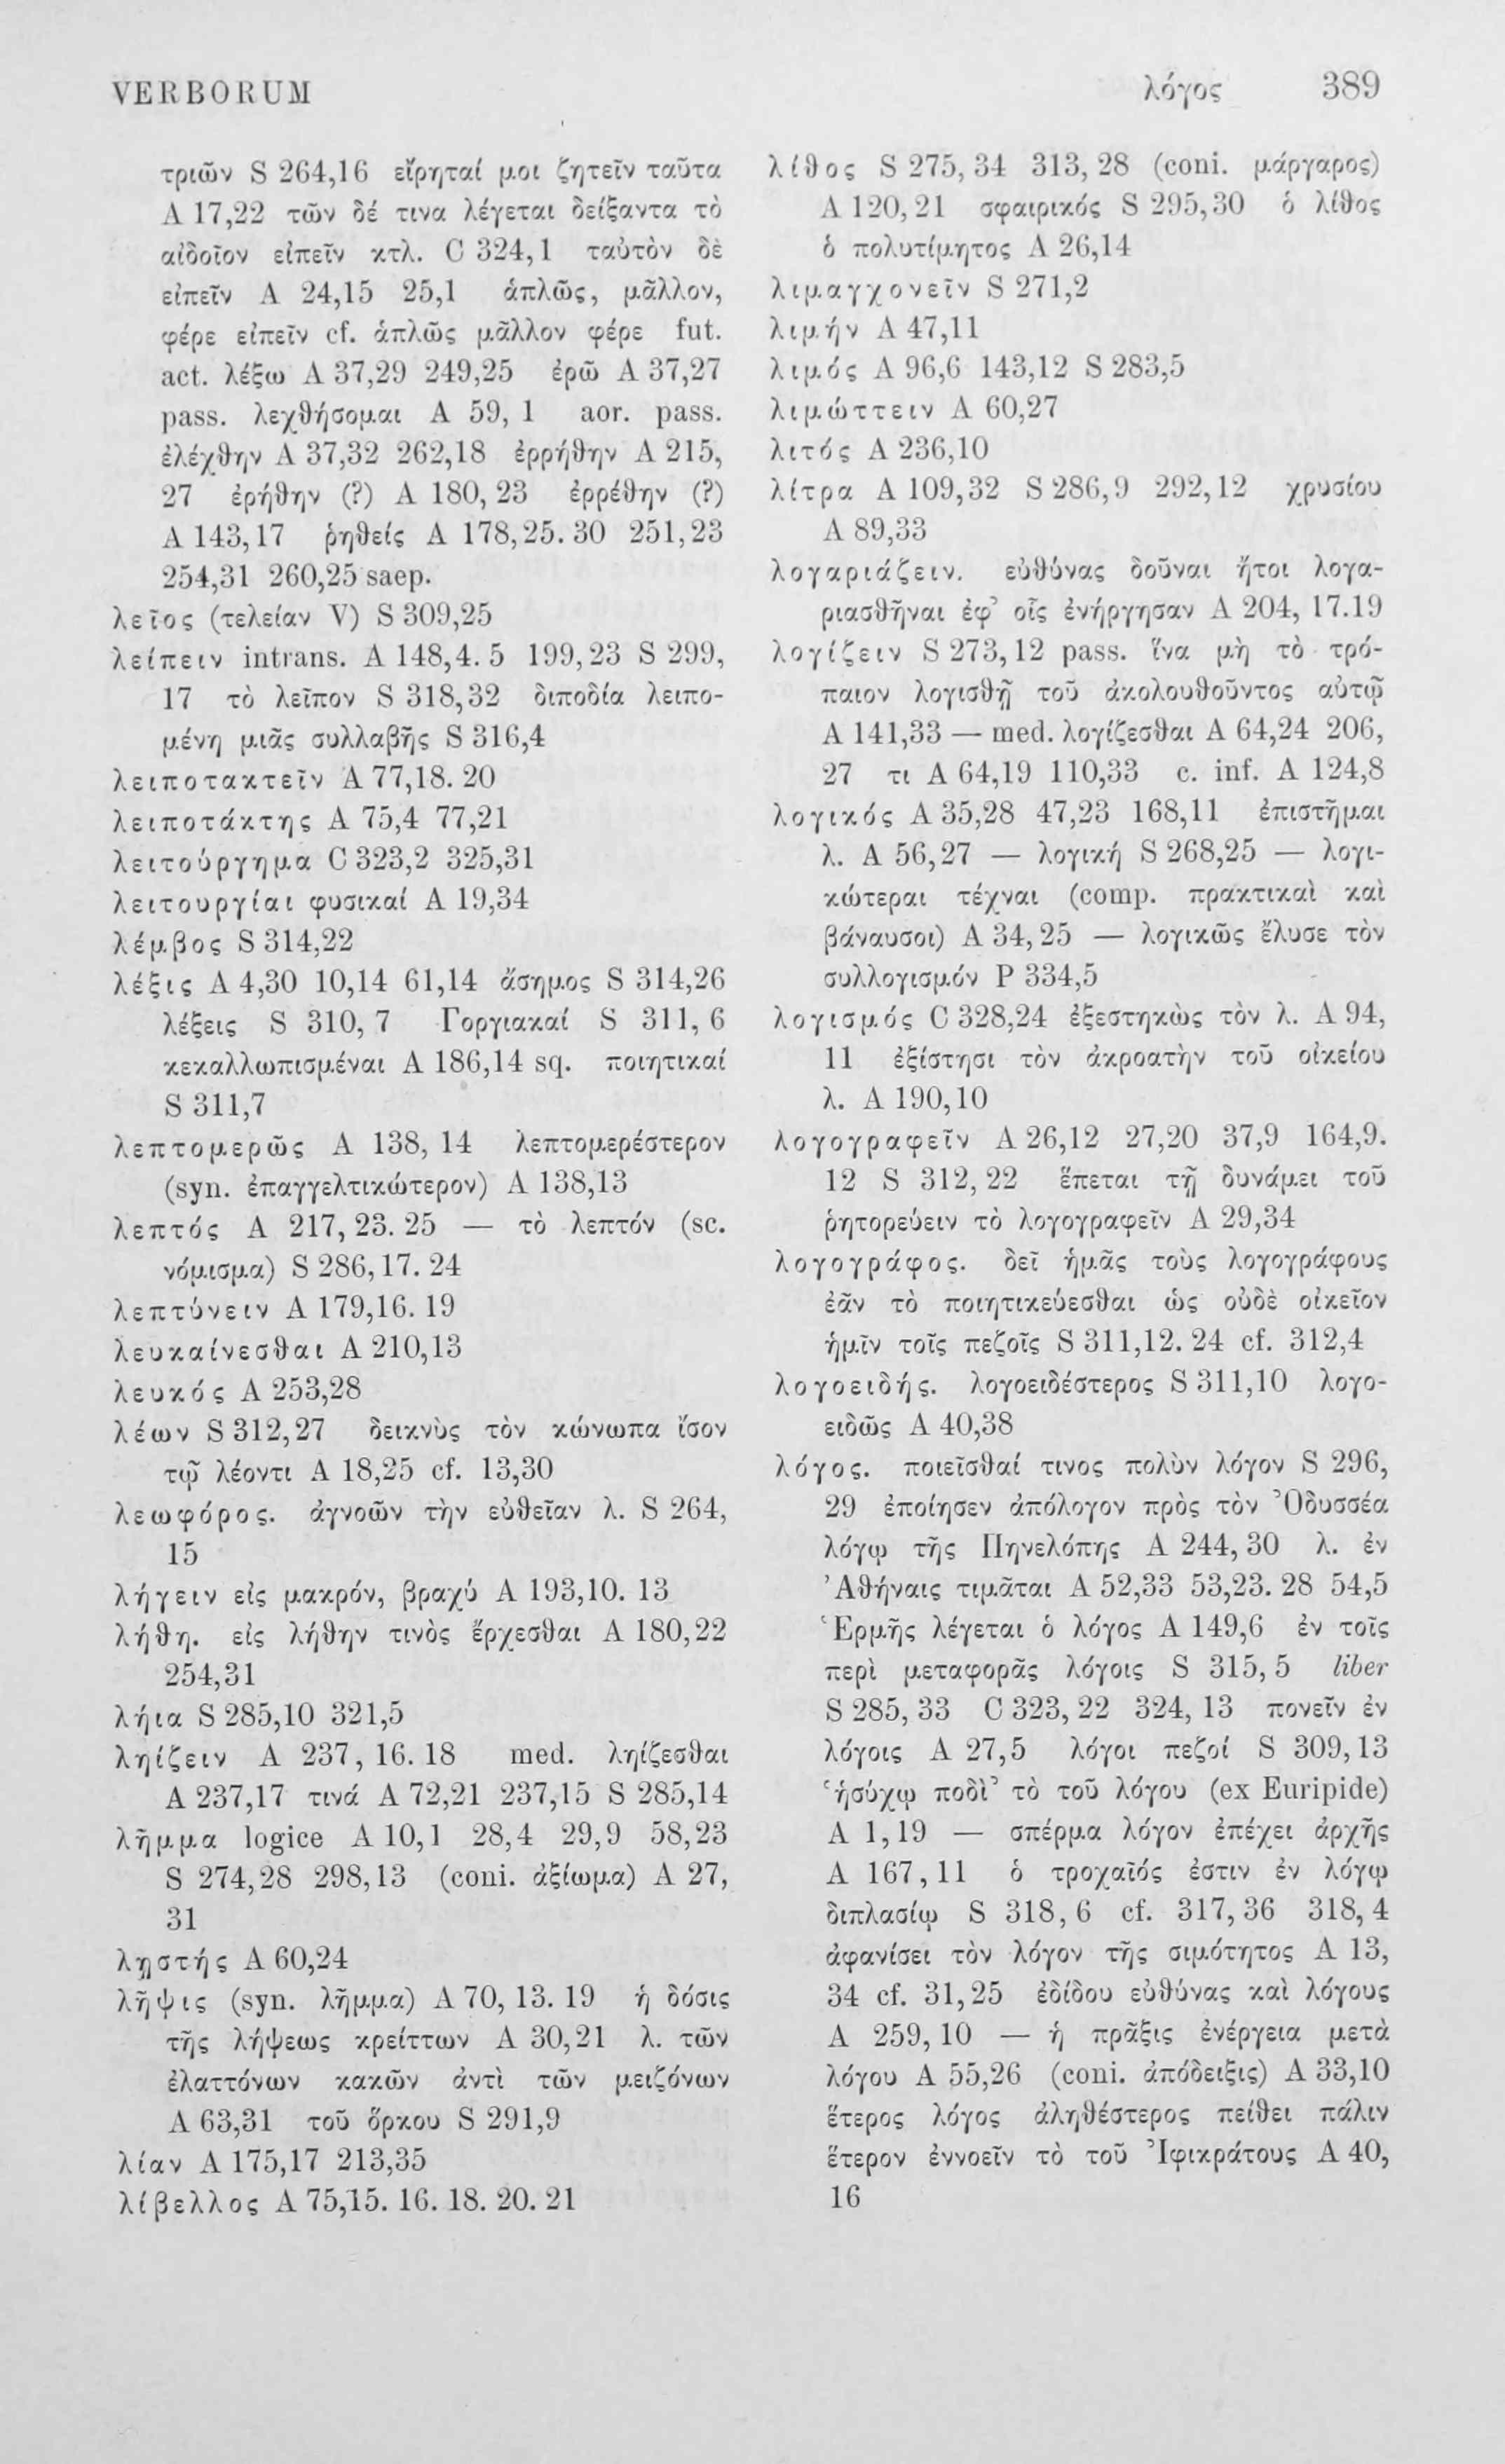 VERBORUM λόγος 389
τριῶν S 264,16 εἴρηταί μοι ζητεῖν ταῦτα
A 17,22 τῶν δέ τινα λέγεται δείξαντα τὸ
αἰδοῖον εἰπεῖν κτλ. C 324,1 ταὐτὸν δὲ
εἰπεῖν A 24,15 25,1 ἁπλῶς, μᾶλλον,
φέρε εἰπεῖν cf. ἁπλῶς μᾶλλον φέρε fut.
act. λέξω A 37,29 249,25 ἐρῶ A 37,27
pass. λεχθήσομαι A 59, 1 aor. pass.
ἐλέχθην A 37,32 262,18 ἐρρήθην A 215,
27 ἐρήθην (?) A 180, 23 ἐρρέθην (?)
A 143,17 ῥηθείς A 178,25. 30 251,23
254,31 260,25 saep.
λεῖος (τελείαν V) S 309,25
λείπειν intrans. A 148,4. 5 199,23 S 299,
17 τὸ λεῖπον S 318,32 διποδία λειπο-
μένη μιᾶς συλλαβῆς S 316,4
λειποτακτεῖν A 77,18. 20
λειποτάκτης A 75,4 77,21
λειτούργημα C 323,2 325,31
λειτουργίαι φυσικαί A 19,34
λέμβος S 314,22
λέξις A 4,30 10,14 61,14 ἄσημος S 314,26
λέξεις S 310, 7 Γοργιακαί S 311, 6
κεκαλλωπισμέναι A 186,14 sq. ποιητικαί
S 311,7
λεπτομερῶς A 138, 14 λεπτομερέστερον
(syn. ἐπαγγελτικώτερον) A 138,13
λεπτός A 217, 23. 25 — τὸ λεπτόν (sc.
νόμισμα) S 286,17. 24
λεπτύνειν A 179,16. 19
λευκαίνεσθαι A 210,13
λευκός A 253,28
λέων S 312,27 δεικνὺς τὸν κώνωπα ἴσον
τῷ λέοντι A 18,25 cf. 13,30
λεωφόρος. ἀγνοῶν τὴν εὐθεῖαν λ. S 264,
15
λήγειν εἰς μακρόν, βραχύ A 193,10. 13
λήθη. εἰς λήθην τινὸς ἔρχεσθαι A 180,22
254,31
λήια S 285,10 321,5
ληίζειν A 237, 16. 18 med. ληίζεσθαι
A 237,17 τινά A 72,21 237,15 S 285,14
λῆμμα logice A 10,1 28,4 29,9 58,23
S 274,28 298,13 (coni. ἀξίωμα) A 27,
31
λῃστής A 60,24
λῆψις (syn. λῆμμα) A 70, 13. 19 ἡ δόσις
τῆς λήψεως κρείττων A 30,21 λ. τῶν
ἐλαττόνων κακῶν ἀντὶ τῶν μειζόνων
A 63,31 τοῦ ὅρκου S 291,9
λίαν A 175,17 213,35
λίβελλος A 75,15. 16. 18. 20. 21
λίθος S 275, 34 313, 28 (coni. μάργαρος)
A 120, 21 σφαιρικός S 295,30 ὁ λίθος
ὁ πολυτίμητος A 26,14
λιμαγχονεῖν S 271,2
λιμήν A 47,11
λιμός A 96,6 143,12 S 283,5
λιμώττειν A 60,27
λιτός A 236,10
λίτρα A 109,32 S 286,9 292,12 χρυσίου
A 89,33
λογαριάζειν. εὐθύνας δοῦναι ἤτοι λογα-
ριασθῆναι ἐφ᾽ οἷς ἐνήργησαν A 204, 17.19
λογίζειν S 273,12 pass. ἵνα μὴ τὸ τρό-
παιον λογισθῇ τοῦ ἀκολουθοῦντος αὐτῷ
A 141,33 — med. λογίζεσθαι A 64,24 206,
27 τι A 64,19 110,33 c. inf. A 124,8
λογικός A 35,28 47,23 168,11 ἐπιστῆμαι
λ. A 56,27 — λογική S 268,25 — λογι-
κώτεραι τέχναι (comp. πρακτικαὶ καὶ
βάναυσοι) A 34, 25 — λογικῶς ἔλυσε τὸν
συλλογισμόν P 334,5
λογισμός C 328,24 ἐξεστηκὼς τὸν λ. A 94,
11 ἐξίστησι τὸν ἀκροατὴν τοῦ οἰκείου
λ. A 190,10
λογογραφεῖν A 26,12 27,20 37,9 164,9.
12 S 312, 22 ἕπεται τῇ δυνάμει τοῦ
ῥητορεύειν τὸ λογογραφεῖν A 29,34
λογογράφος. δεῖ ἡμᾶς τοὺς λογογράφους
ἐᾶν τὸ ποιητικεύεσθαι ὡς οὐδὲ οἰκεῖον
ἡμῖν τοῖς πεζοῖς S 311,12. 24 cf. 312,4
λογοειδής. λογοειδέστερος S 311,10 λογο-
ειδῶς A 40,38
λόγος. ποιεῖσθαί τινος πολὺν λόγον S 296,
29 ἐποίησεν ἀπόλογον πρὸς τὸν Ὀδυσσέα
λόγῳ τῆς Πηνελόπης A 244, 30 λ. ἐν
Ἀθήναις τιμᾶται A 52,33 53,23. 28 54,5
Ἑρμῆς λέγεται ὁ λόγος A 149,6 ἐν τοῖς
περὶ μεταφορᾶς λόγοις S 315, 5 liber
S 285, 33 C 323, 22 324, 13 πονεῖν ἐν
λόγοις A 27,5 λόγοι πεζοί S 309,13
‘ἡσύχῳ ποδὶ’ τὸ τοῦ λόγου (ex Euripide)
A 1,19 — σπέρμα λόγον ἐπέχει ἀρχῆς
A 167,11 ὁ τροχαῖός ἐστιν ἐν λόγῳ
διπλασίῳ S 318, 6 cf. 317, 36 318, 4
ἀφανίσει τὸν λόγον τῆς σιμότητος A 13,
34 cf. 31,25 ἐδίδου εὐθύνας καὶ λόγους
A 259, 10 — ἡ πρᾶξις ἐνέργεια μετὰ
λόγου A 55,26 (coni. ἀπόδειξις) A 33,10
ἕτερος λόγος ἀληθέστερος πείθει πάλιν
ἕτερον ἐννοεῖν τὸ τοῦ Ἰφικράτους A 40,
16